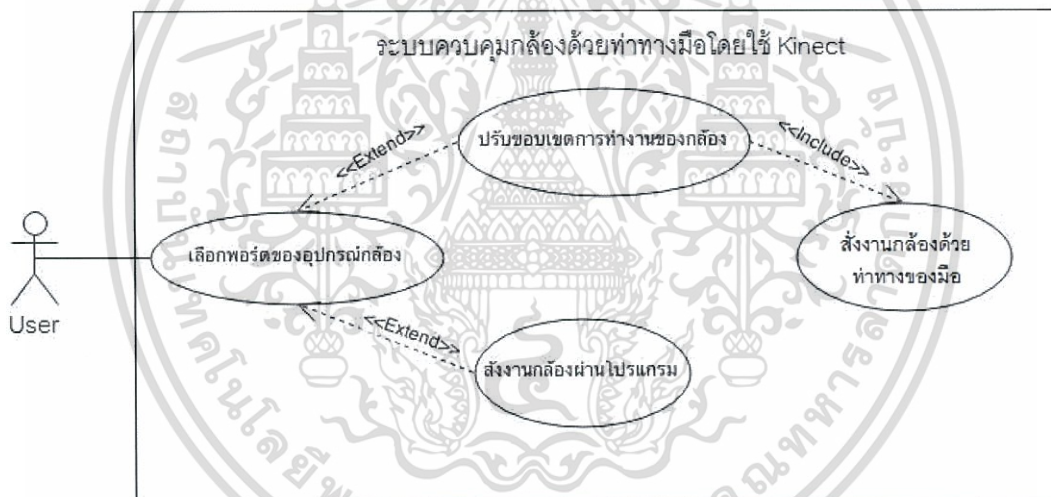 ระบบควบคุมกล้องด้วยท่าทางมือโดยใช้ Kinect
ปรับขอบเขตการทำงานของกล้อง
<<Extend>>
<<Include>>
เลือกพอร์ตของอุปกรณ์กล้อง
สั่งงานกล้องด้วย
ท่าทางของมือ
User
<<Extend>>
สั่งงานกล้องผ่านโปรแกรม